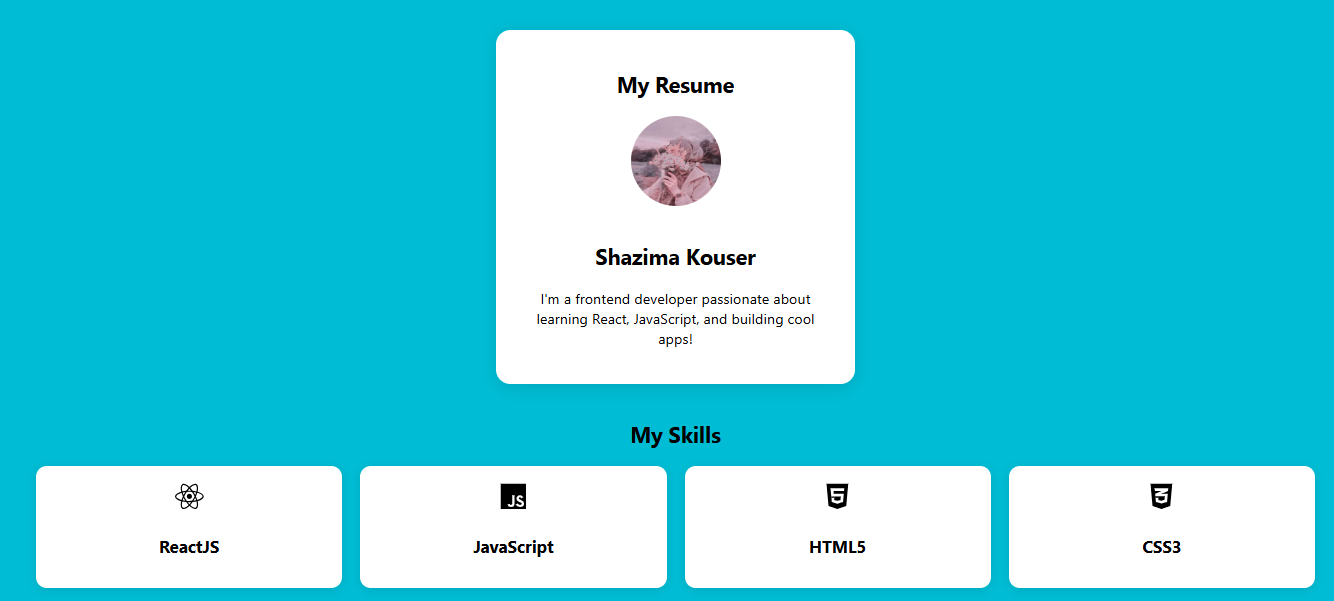 My Resume
Shazima Kouser
I'm a frontend developer passionate about
learning React, JavaScript, and building cool
apps!
My Skills
JS
5
3
ReactJS
JavaScript
HTML5
CSS3